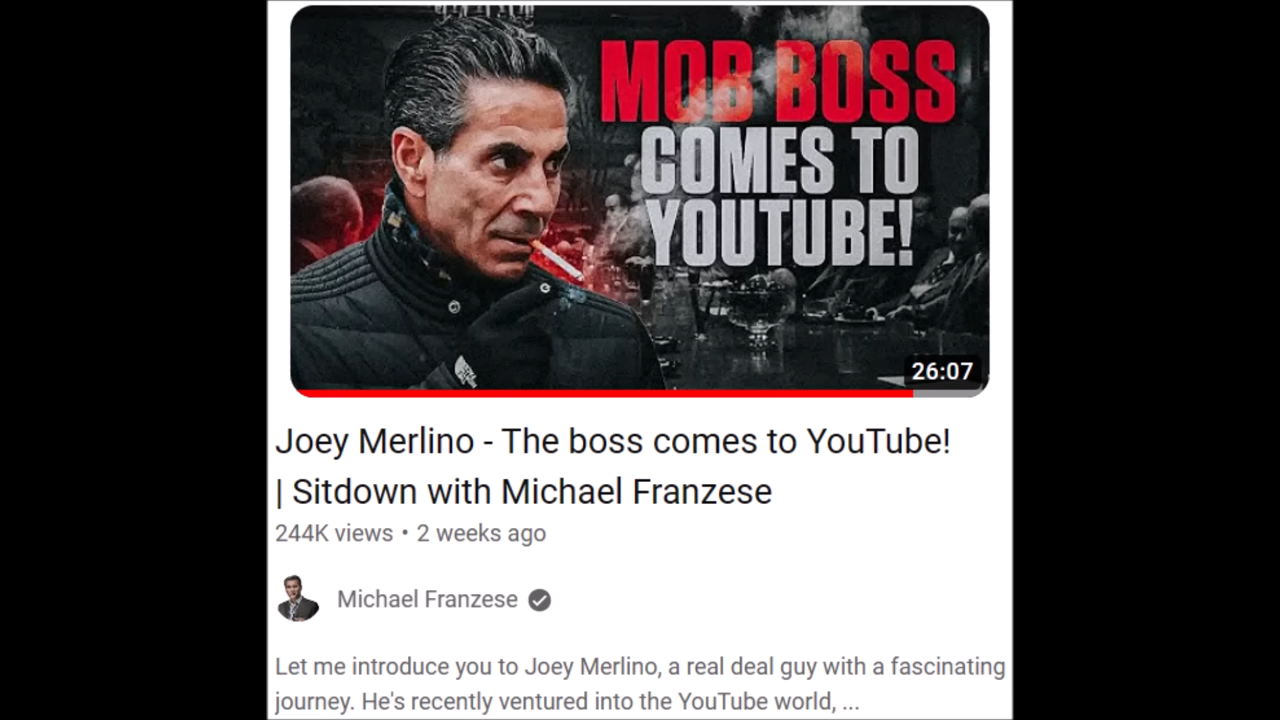 MOB BOSS
COMES TO
YOUTUBE!
26:07
Joey Merlino - The boss comes to YouTube!
| Sitdown with Michael Franzese
244K views • 2 weeks ago
Michael Franzese
Let me introduce you to Joey Merlino, a real deal guy with a fascinating
journey. He's recently ventured into the YouTube world, ...